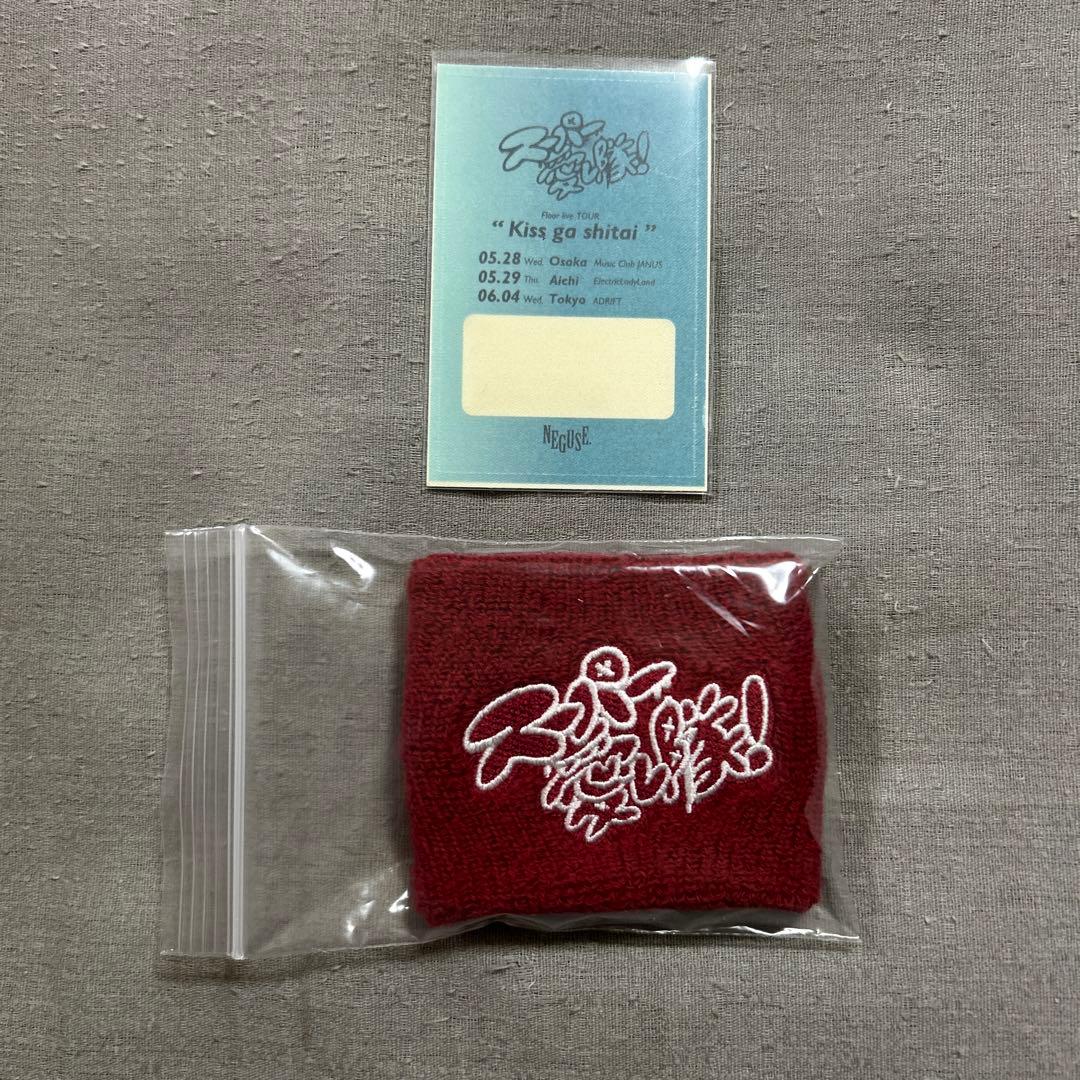 Floor live TOUR
“ Kiss ga shitai ”
05.28 Wed. Osaka Music Club JANUS
05.29 Thu. Aichi ElectricLadyLand
06.04 Wed. Tokyo ADRIFT
NEGUSE.